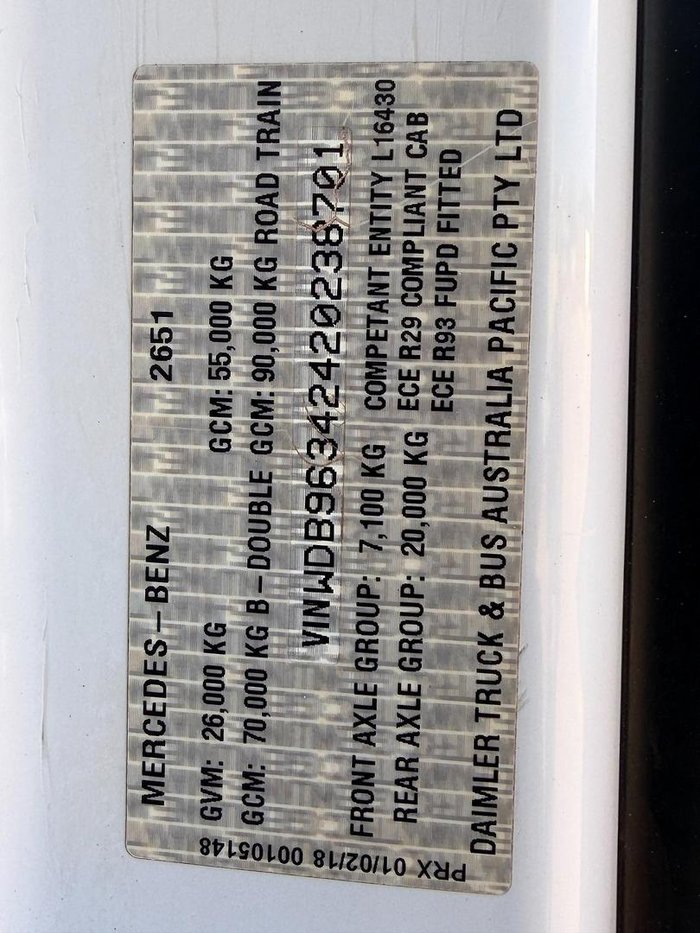 MERCEDES-BENZ 2651
GVM: 26,000 KG GCM: 55,000 KG
GCM: 70,000 KG B-DOUBLE GCM: 90,000 KG ROAD TRAIN
VINWDB96342420238701
FRONT AXLE GROUP: 7,100 KG COMPETANT ENTITY L16430
REAR AXLE GROUP: 20,000 KG ECE R29 COMPLIANT CAB
ECE R93 FUPD FITTED
DAIMLER TRUCK & BUS AUSTRALIA PACIFIC PTY LTD
PRX 01/02/18 00105148